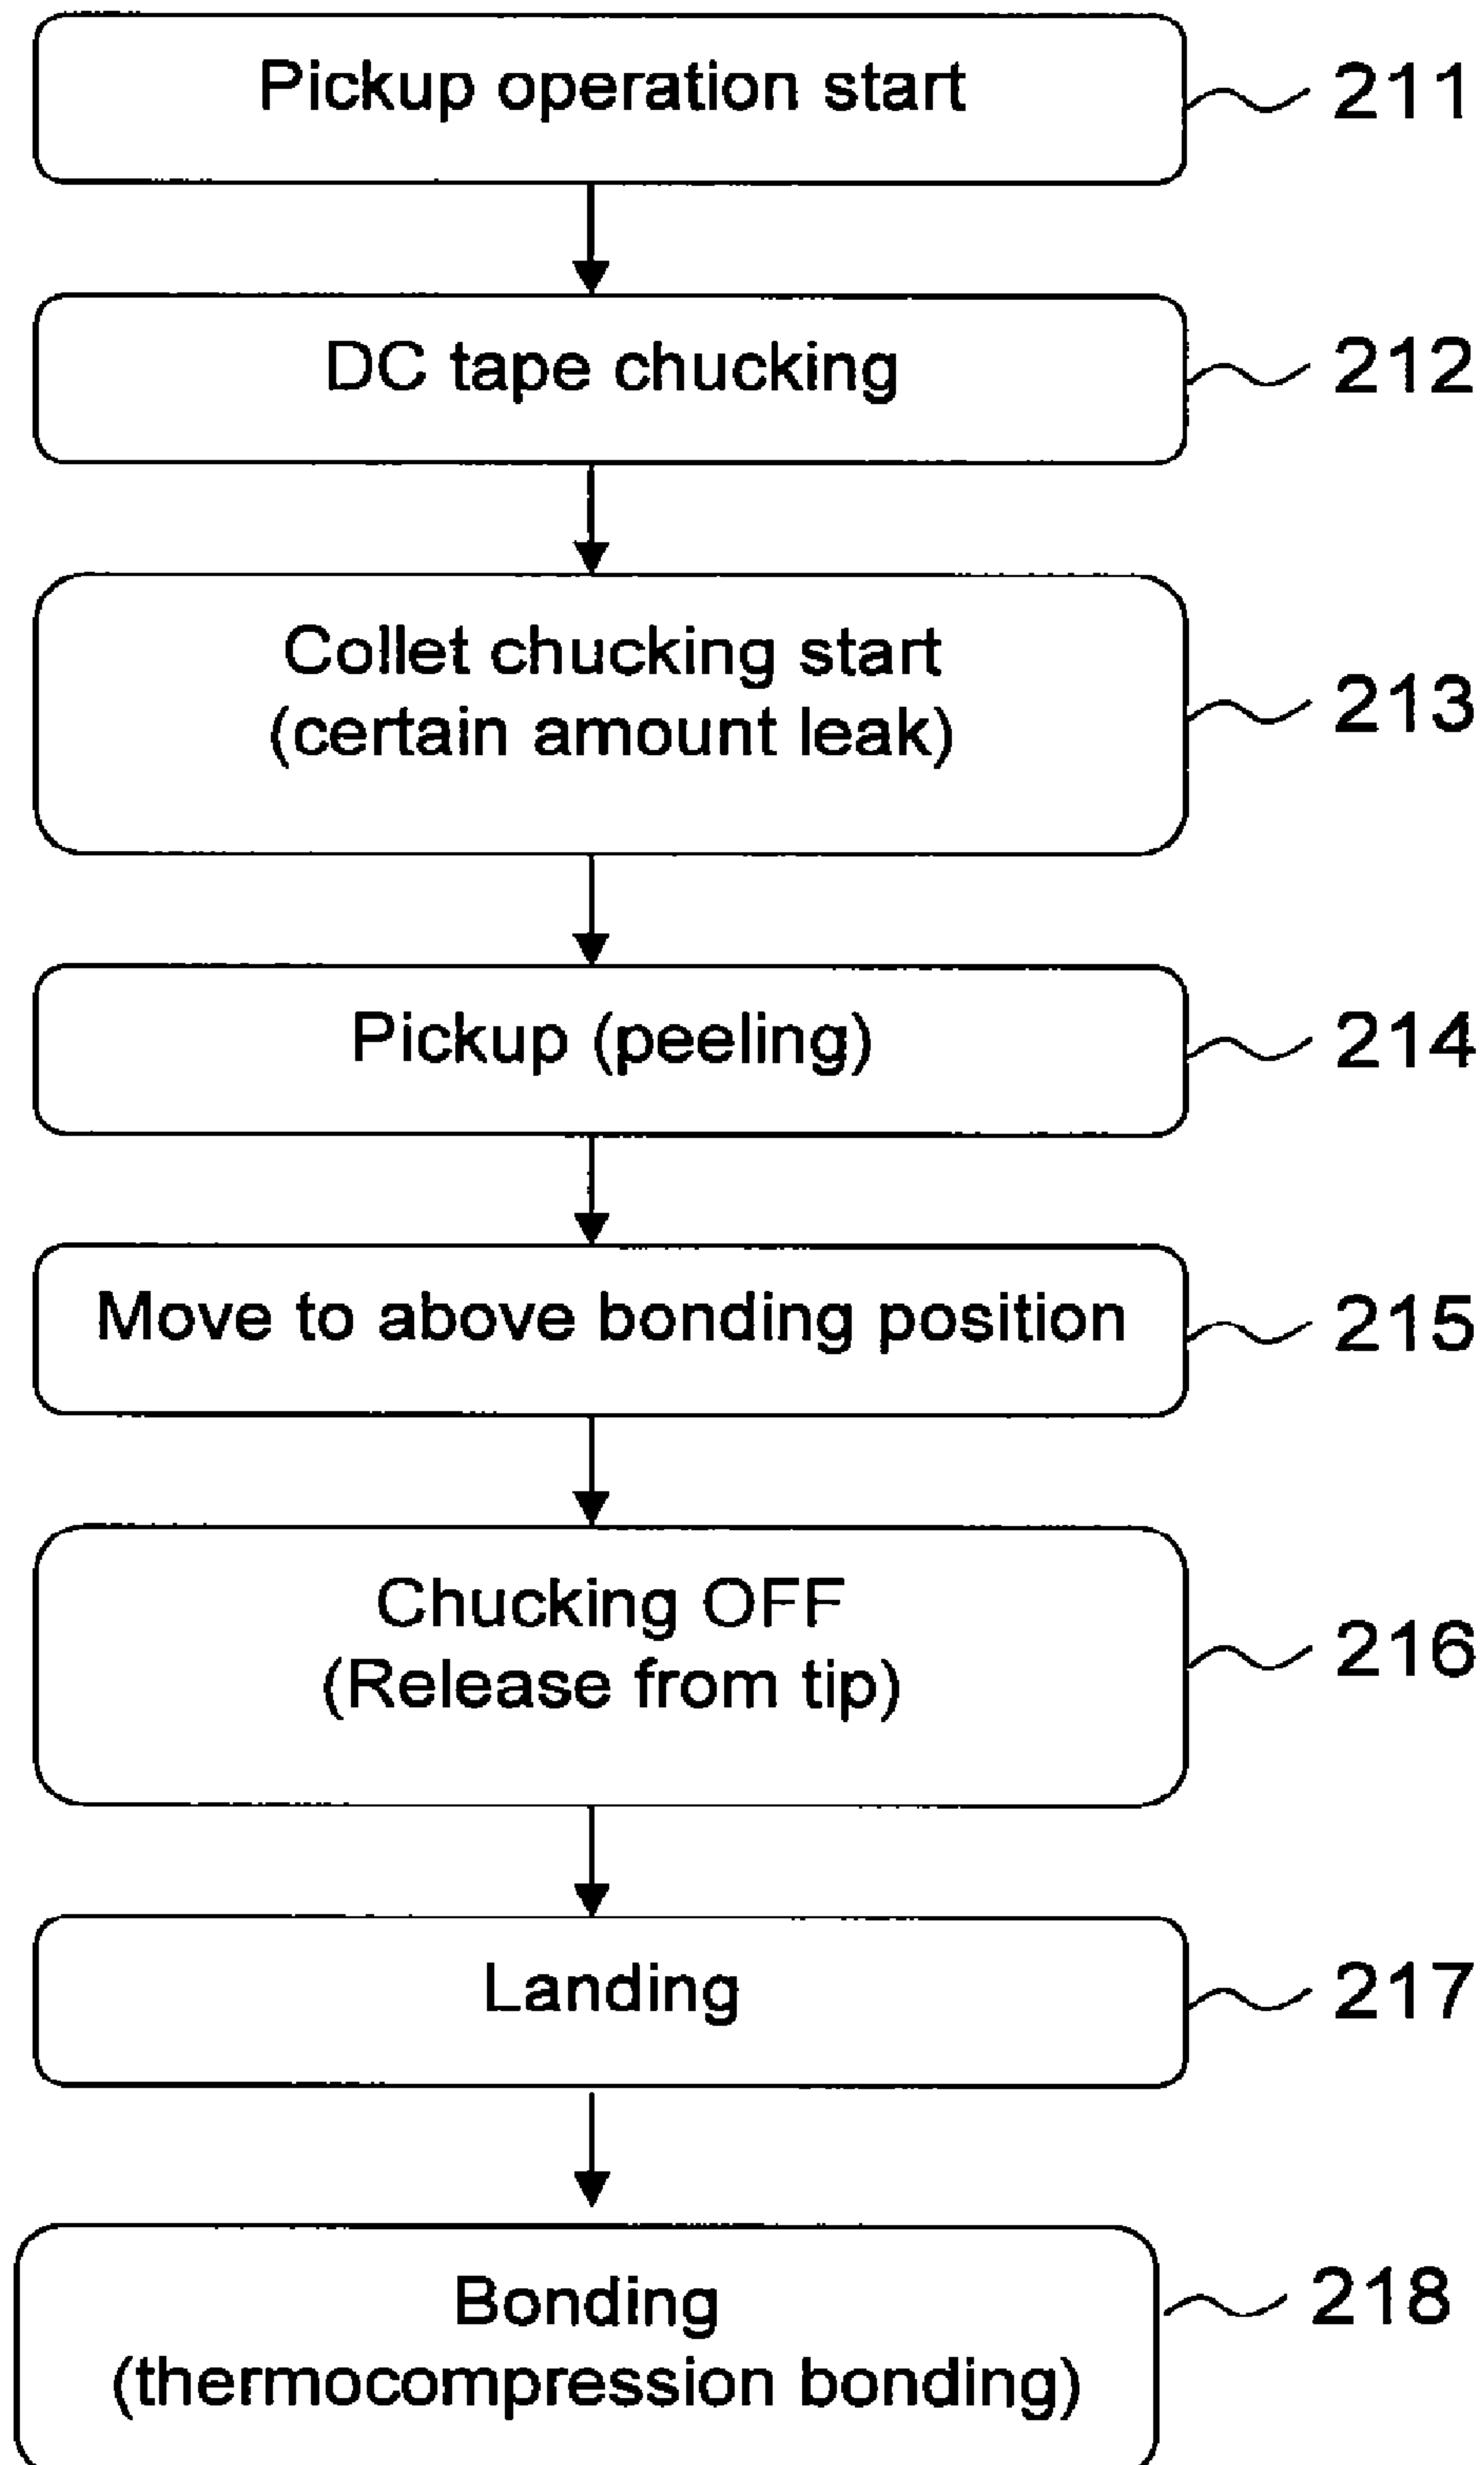 Pickup operation start
211
DC tape chucking
212
Collet chucking start
(certain amount leak)
213
Pickup (peeling)
214
Move to above bonding position
215
Chucking OFF
(Release from tip)
216
Landing
217
Bonding
(thermocompression bonding)
218